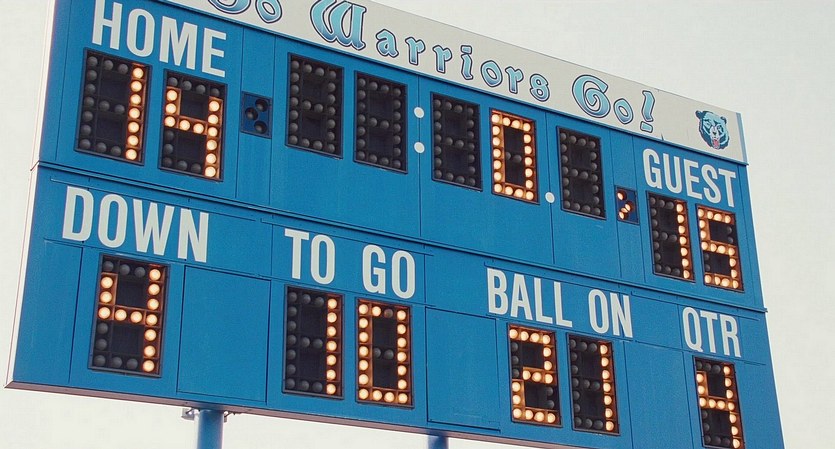 Go Warriors Go!
HOME GUEST
14 : 0 15
DOWN TO GO BALL ON QTR
4 10 21 4